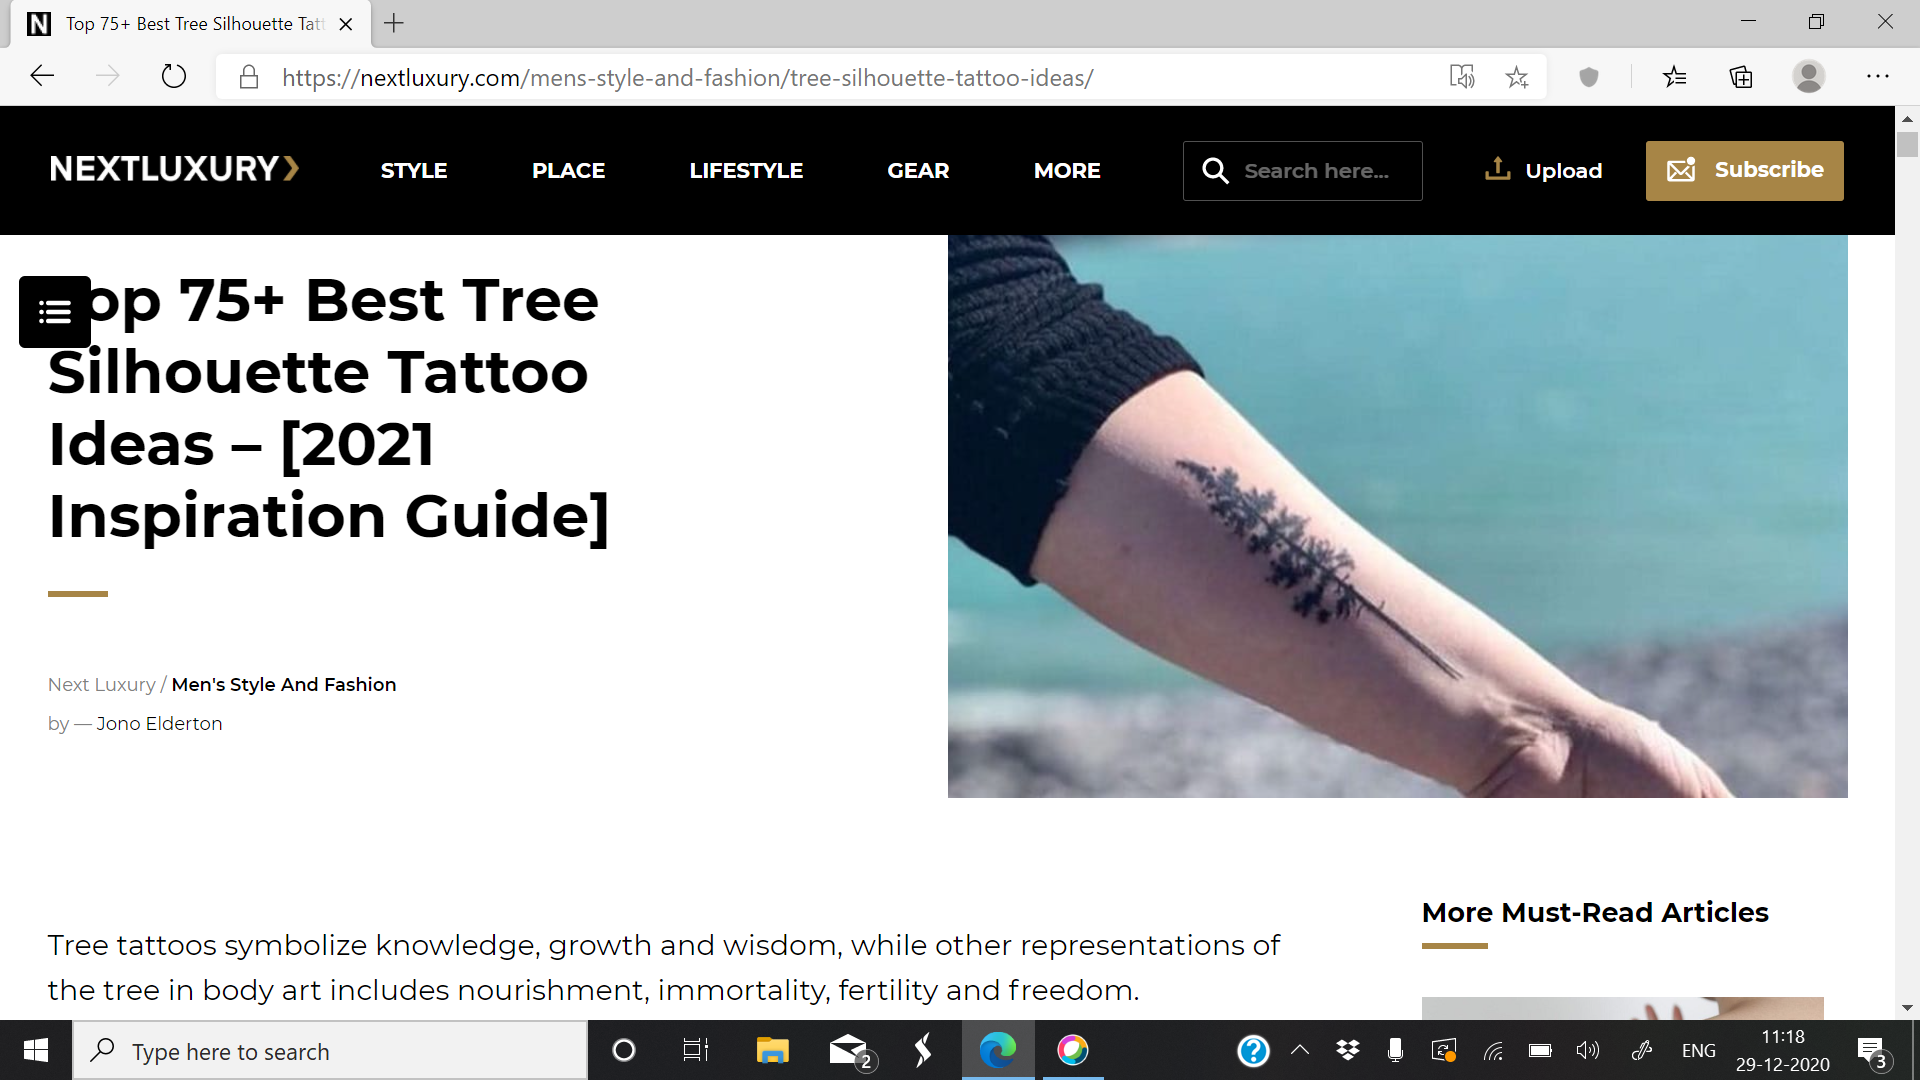 Top 75+ Best Tree Silhouette Tatt
https://nextluxury.com/mens-style-and-fashion/tree-silhouette-tattoo-ideas/
NEXTLUXURY
STYLE
PLACE
LIFESTYLE
GEAR
MORE
Search here...
Upload
Subscribe
op 75+ Best Tree
Silhouette Tattoo
Ideas – [2021
Inspiration Guide]
Next Luxury / Men's Style And Fashion
by — Jono Elderton
Tree tattoos symbolize knowledge, growth and wisdom, while other representations of
the tree in body art includes nourishment, immortality, fertility and freedom.
More Must-Read Articles
Type here to search
2
ENG
11:18
29-12-2020
3